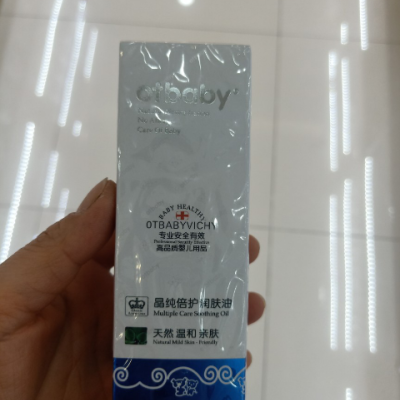 otbaby
BABY HEALTHY
OTBABYVICHY
专业安全有效
高品质婴儿用品
晶纯倍护润肤油
Multiple Care Soothing Oil
天然 温和 亲肤
Natural Mild Skin - Friendly